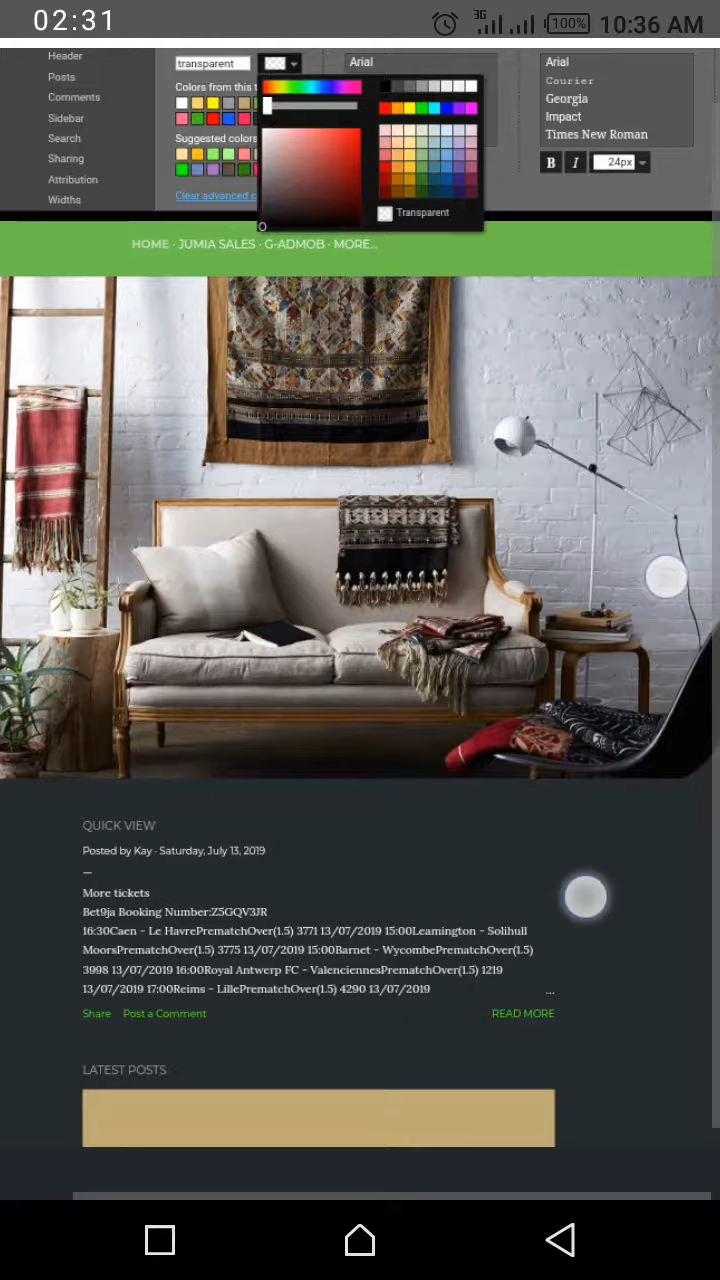 02:31
3G
100%
10:36 AM
Header
Posts
Comments
Sidebar
Search
Sharing
Attribution
Widths
transparent
Colors from this t
Suggested colors
Clear advanced c
Transparent
Arial
Arial
Courier
Georgia
Impact
Times New Roman
B I 24px
HOME · JUMIA SALES · G-ADMOB · MORE...
QUICK VIEW
Posted by Kay · Saturday, July 13, 2019
—
More tickets
Bet9ja Booking Number:Z5GQV3JR
16:30Caen - Le HavrePrematchOver(1.5) 3771 13/07/2019 15:00Leamington - Solihull
MoorsPrematchOver(1.5) 3775 13/07/2019 15:00Barnet - WycombePrematchOver(1.5)
3998 13/07/2019 16:00Royal Antwerp FC - ValenciennesPrematchOver(1.5) 1219
13/07/2019 17:00Reims - LillePrematchOver(1.5) 4290 13/07/2019 ...
Share Post a Comment READ MORE
LATEST POSTS